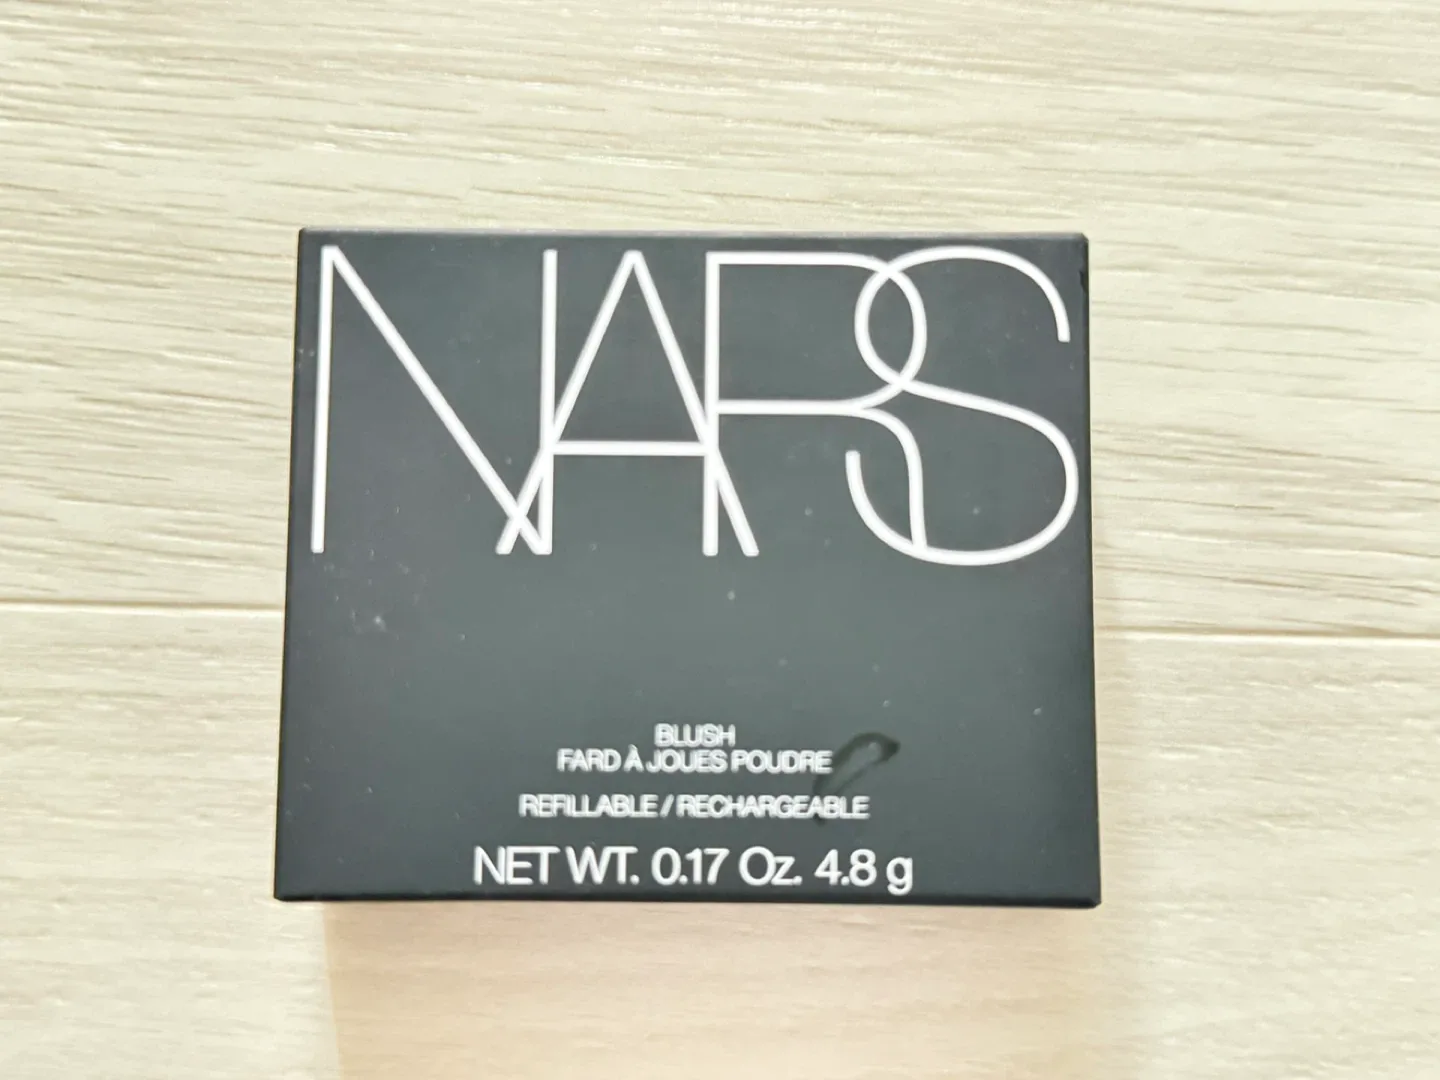 NARS
BLUSH
FARD À JOUES POUDRE
REFILLABLE / RECHARGEABLE
NET WT. 0.17 Oz. 4.8 g